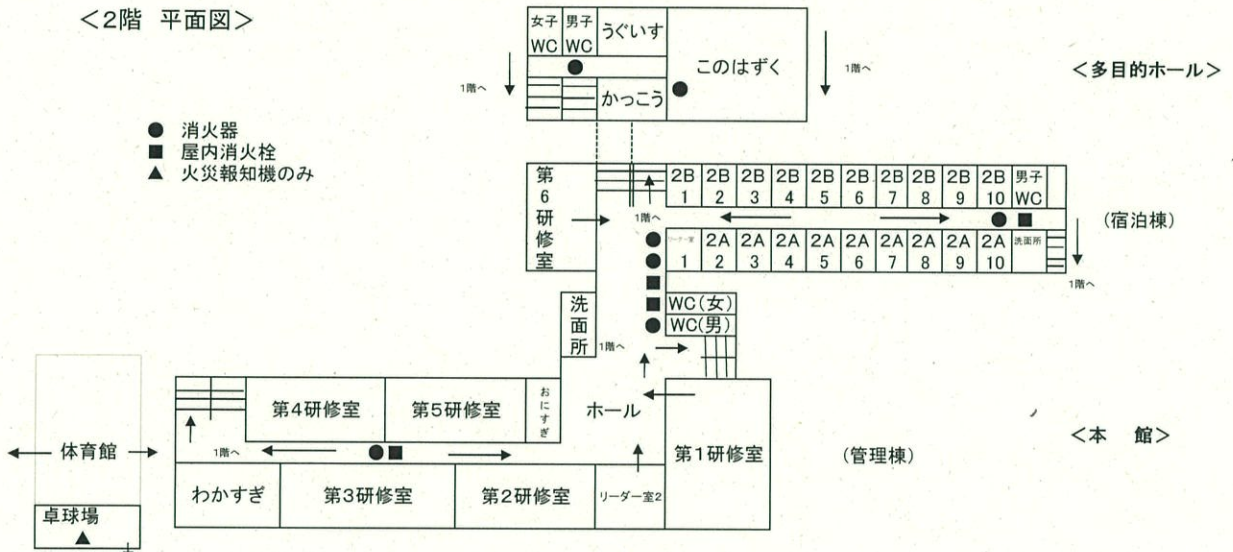 <2階 平面図>
● 消火器
■ 屋内消火栓
▲ 火災報知機のみ
女子
WC
男子
WC
うぐいす
このはずく
かっこう
1階へ
1階へ
<多目的ホール>
第6研修室
1階へ
2B
1
2B
2
2B
3
2B
4
2B
5
2B
6
2B
7
2B
8
2B
9
2B
10
男子
WC
(宿泊棟)
1
2A
2
2A
3
2A
4
2A
5
2A
6
2A
7
2A
8
2A
9
2A
10
洗面所
1階へ
洗面所
WC(女)
WC(男)
1階へ
体育館
卓球場
1階へ
第4研修室
第5研修室
おにすぎ
ホール
第1研修室
(管理棟)
<本 館>
わかすぎ
第3研修室
第2研修室
リーダー室2